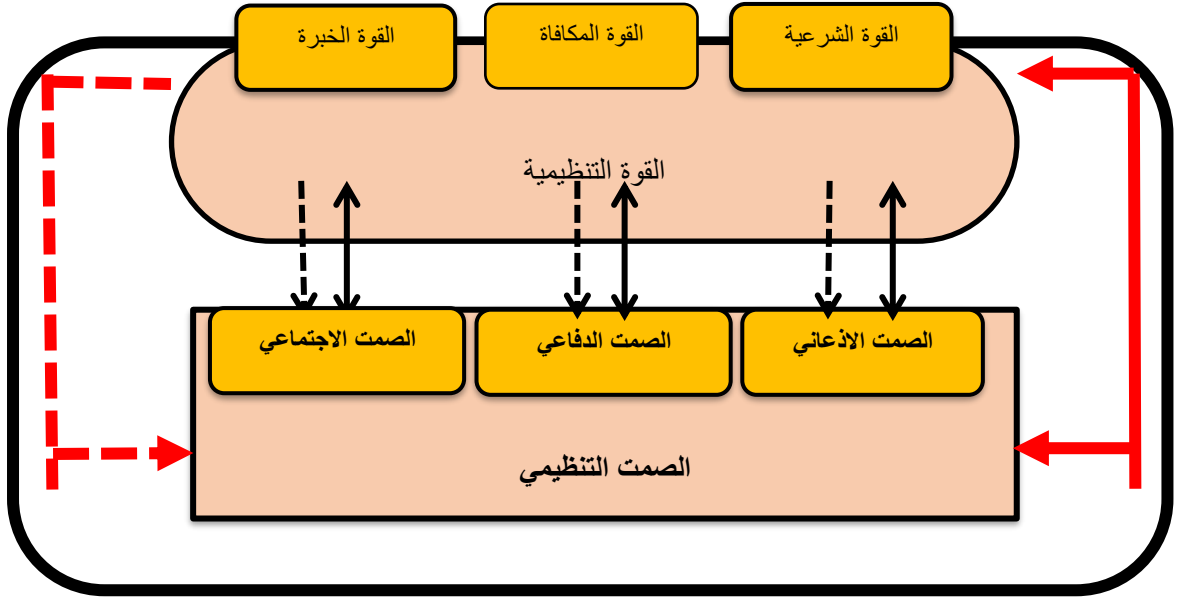 القوة الشرعية
القوة المكافاة
القوة الخبرة
القوة التنظيمية
الصمت الاذعاني
الصمت الدفاعي
الصمت الاجتماعي
الصمت التنظيمي